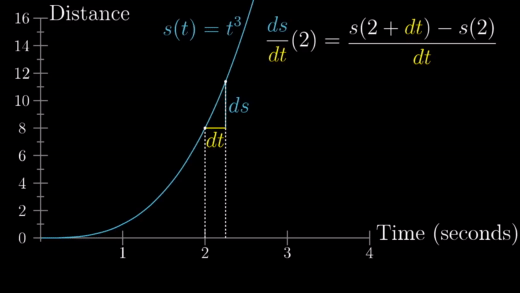 Distance
s(t) = t³
ds/dt (2) = s(2 + dt) − s(2) / dt
16
14
12
10
8
6
4
2
0
ds
dt
1 2 3 4
Time (seconds)